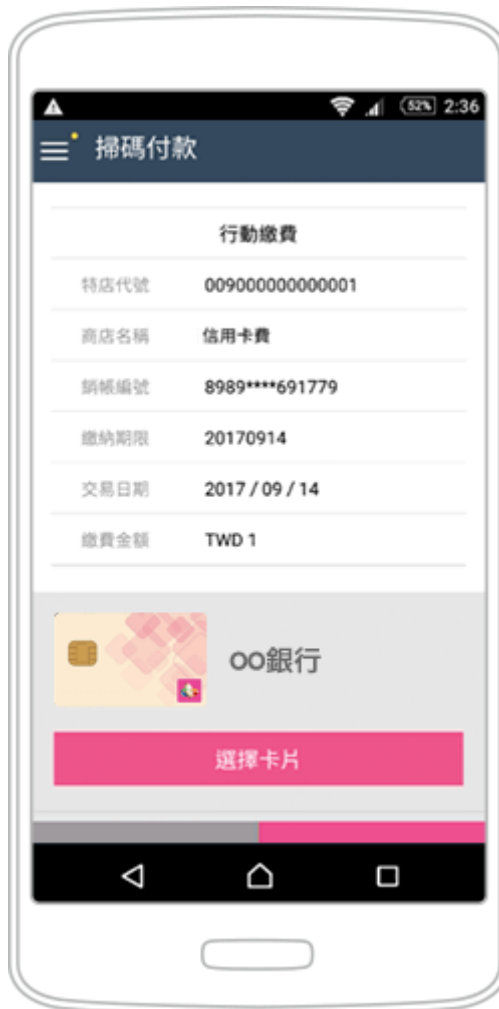 52% 2:36
掃碼付款
行動繳費
特店代號 009000000000001
商店名稱 信用卡費
銷帳編號 8989****691779
繳納期限 20170914
交易日期 2017 / 09 / 14
繳費金額 TWD 1
OO銀行
選擇卡片